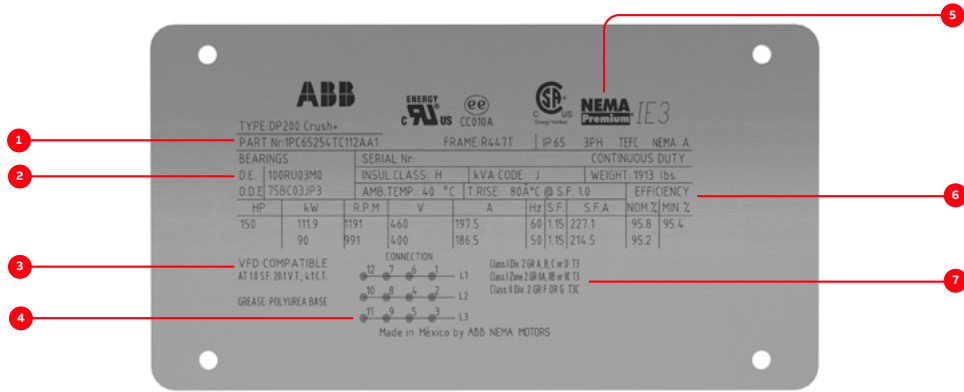 5
ABB
ENERGY
c UL US
ee
CC010A
SA
C US
Energy Verified
NEMA
Premium
IE3
TYPE:DP200 Crush+
1
PART Nr:1PC65254TC112AA1 FRAME:R447T IP 65 3PH TEFC NEMA: A
BEARINGS SERIAL Nr: CONTINUOUS DUTY
2
D.E. 100RU03M0 INSUL.CLASS: H kVA CODE: J WEIGHT: 1913 lbs.
O.D.E 75BC03JP3 AMB.TEMP.: 40 °C T.RISE: 80Â°C @ S.F. 1.0 EFFICIENCY
6
HP kW R.P.M V A Hz S.F. S.F.A NOM.% MIN.%
150 111.9 1191 460 197.5 60 1.15 227.1 95.8 95.4
90 991 400 186.5 50 1.15 214.5 95.2
3
VFD COMPATIBLE
AT 1.0 S.F. 20:1 V.T., 4:1 C.T.
GREASE: POLYUREA BASE
CONNECTION
12 7 6 1 L1
10 8 4 2 L2
4
11 9 5 3 L3
Class I Div. 2 GR A, B, C or D T3
Class I Zone 2 GR IIA, IIB or IIC T3
Class II Div. 2 GR F OR G T3C
7
Made in México by ABB NEMA MOTORS